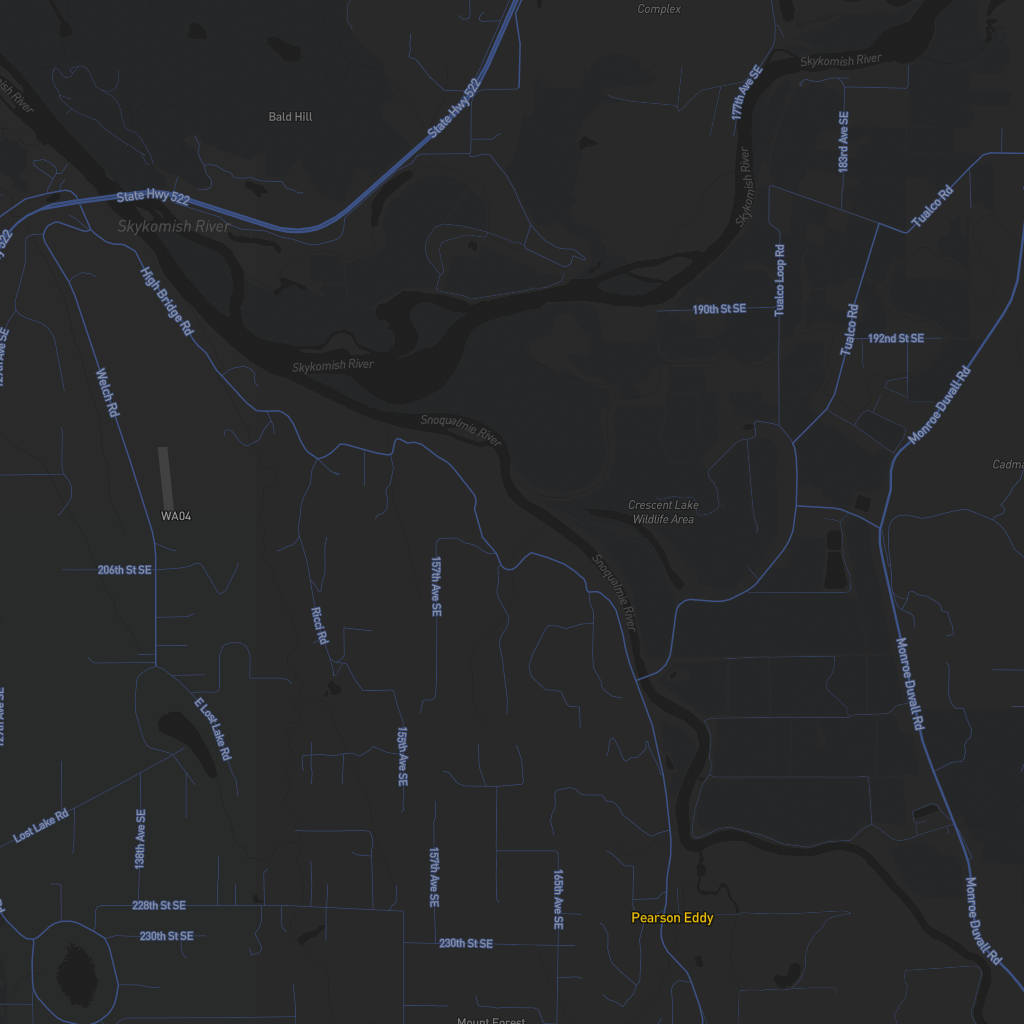 Complex
Skykomish River
ish River
177th Ave SE
State Hwy 522
Bald Hill
183rd Ave SE
State Hwy 522
Skykomish River
Tualco Rd
Skykomish River
High Bridge Rd
Tualco Loop Rd
190th St SE
Tualco Rd
192nd St SE
Skykomish River
Welch Rd
Monroe Duvall Rd
Snoqualmie River
Cadma
Crescent Lake
Wildlife Area
WA04
206th St SE
157th Ave SE
Snoqualmie River
Ricci Rd
Monroe Duvall Rd
E Lost Lake Rd
155th Ave SE
Lost Lake Rd
138th Ave SE
157th Ave SE
165th Ave SE
228th St SE
Pearson Eddy
230th St SE
230th St SE
Monroe Duvall Rd
Mount Forest